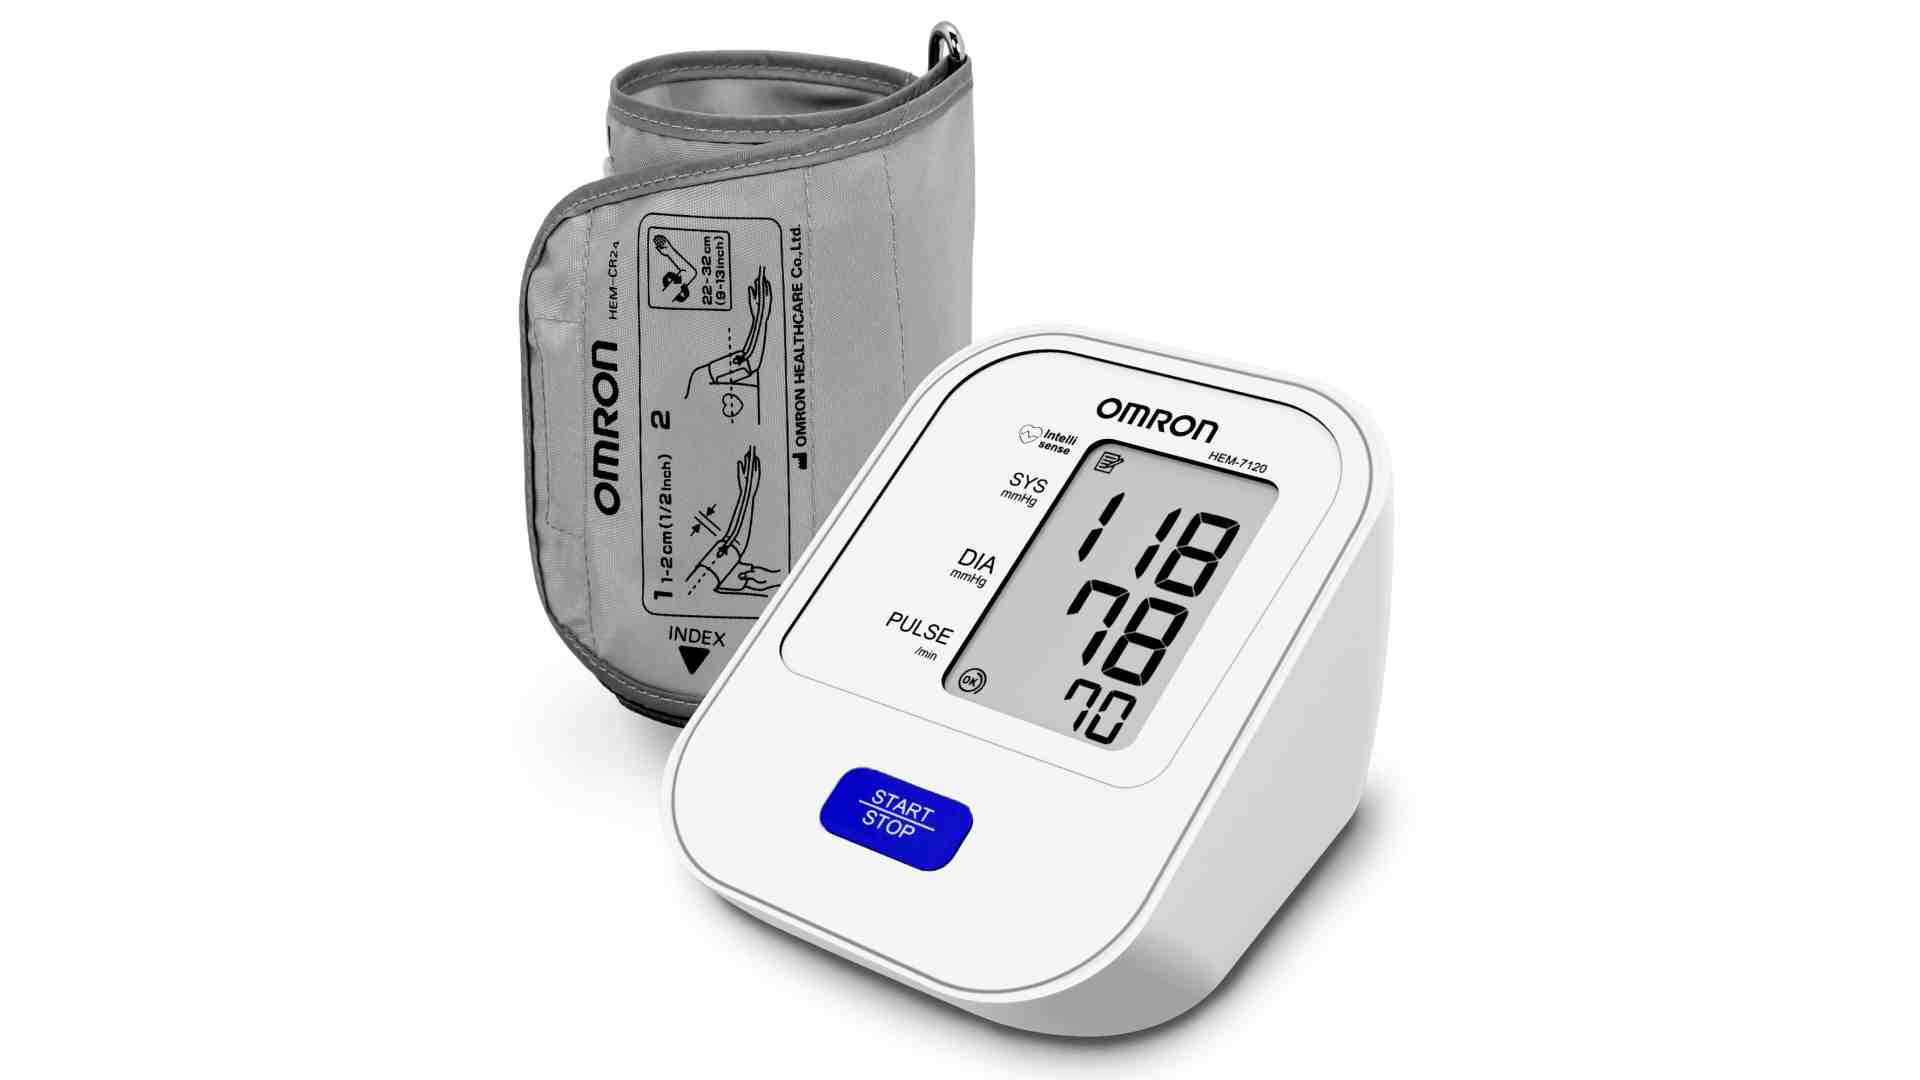 OMRON
HEM-CR24
22-32cm
(9-13inch)
2
1 1-2cm(1/2inch)
OMRON HEALTHCARE Co.,Ltd.
INDEX
OMRON
HEM-7120
Intelli
sense
SYS
mmHg
118
DIA
mmHg
78
PULSE
/min
70
OK
START
STOP